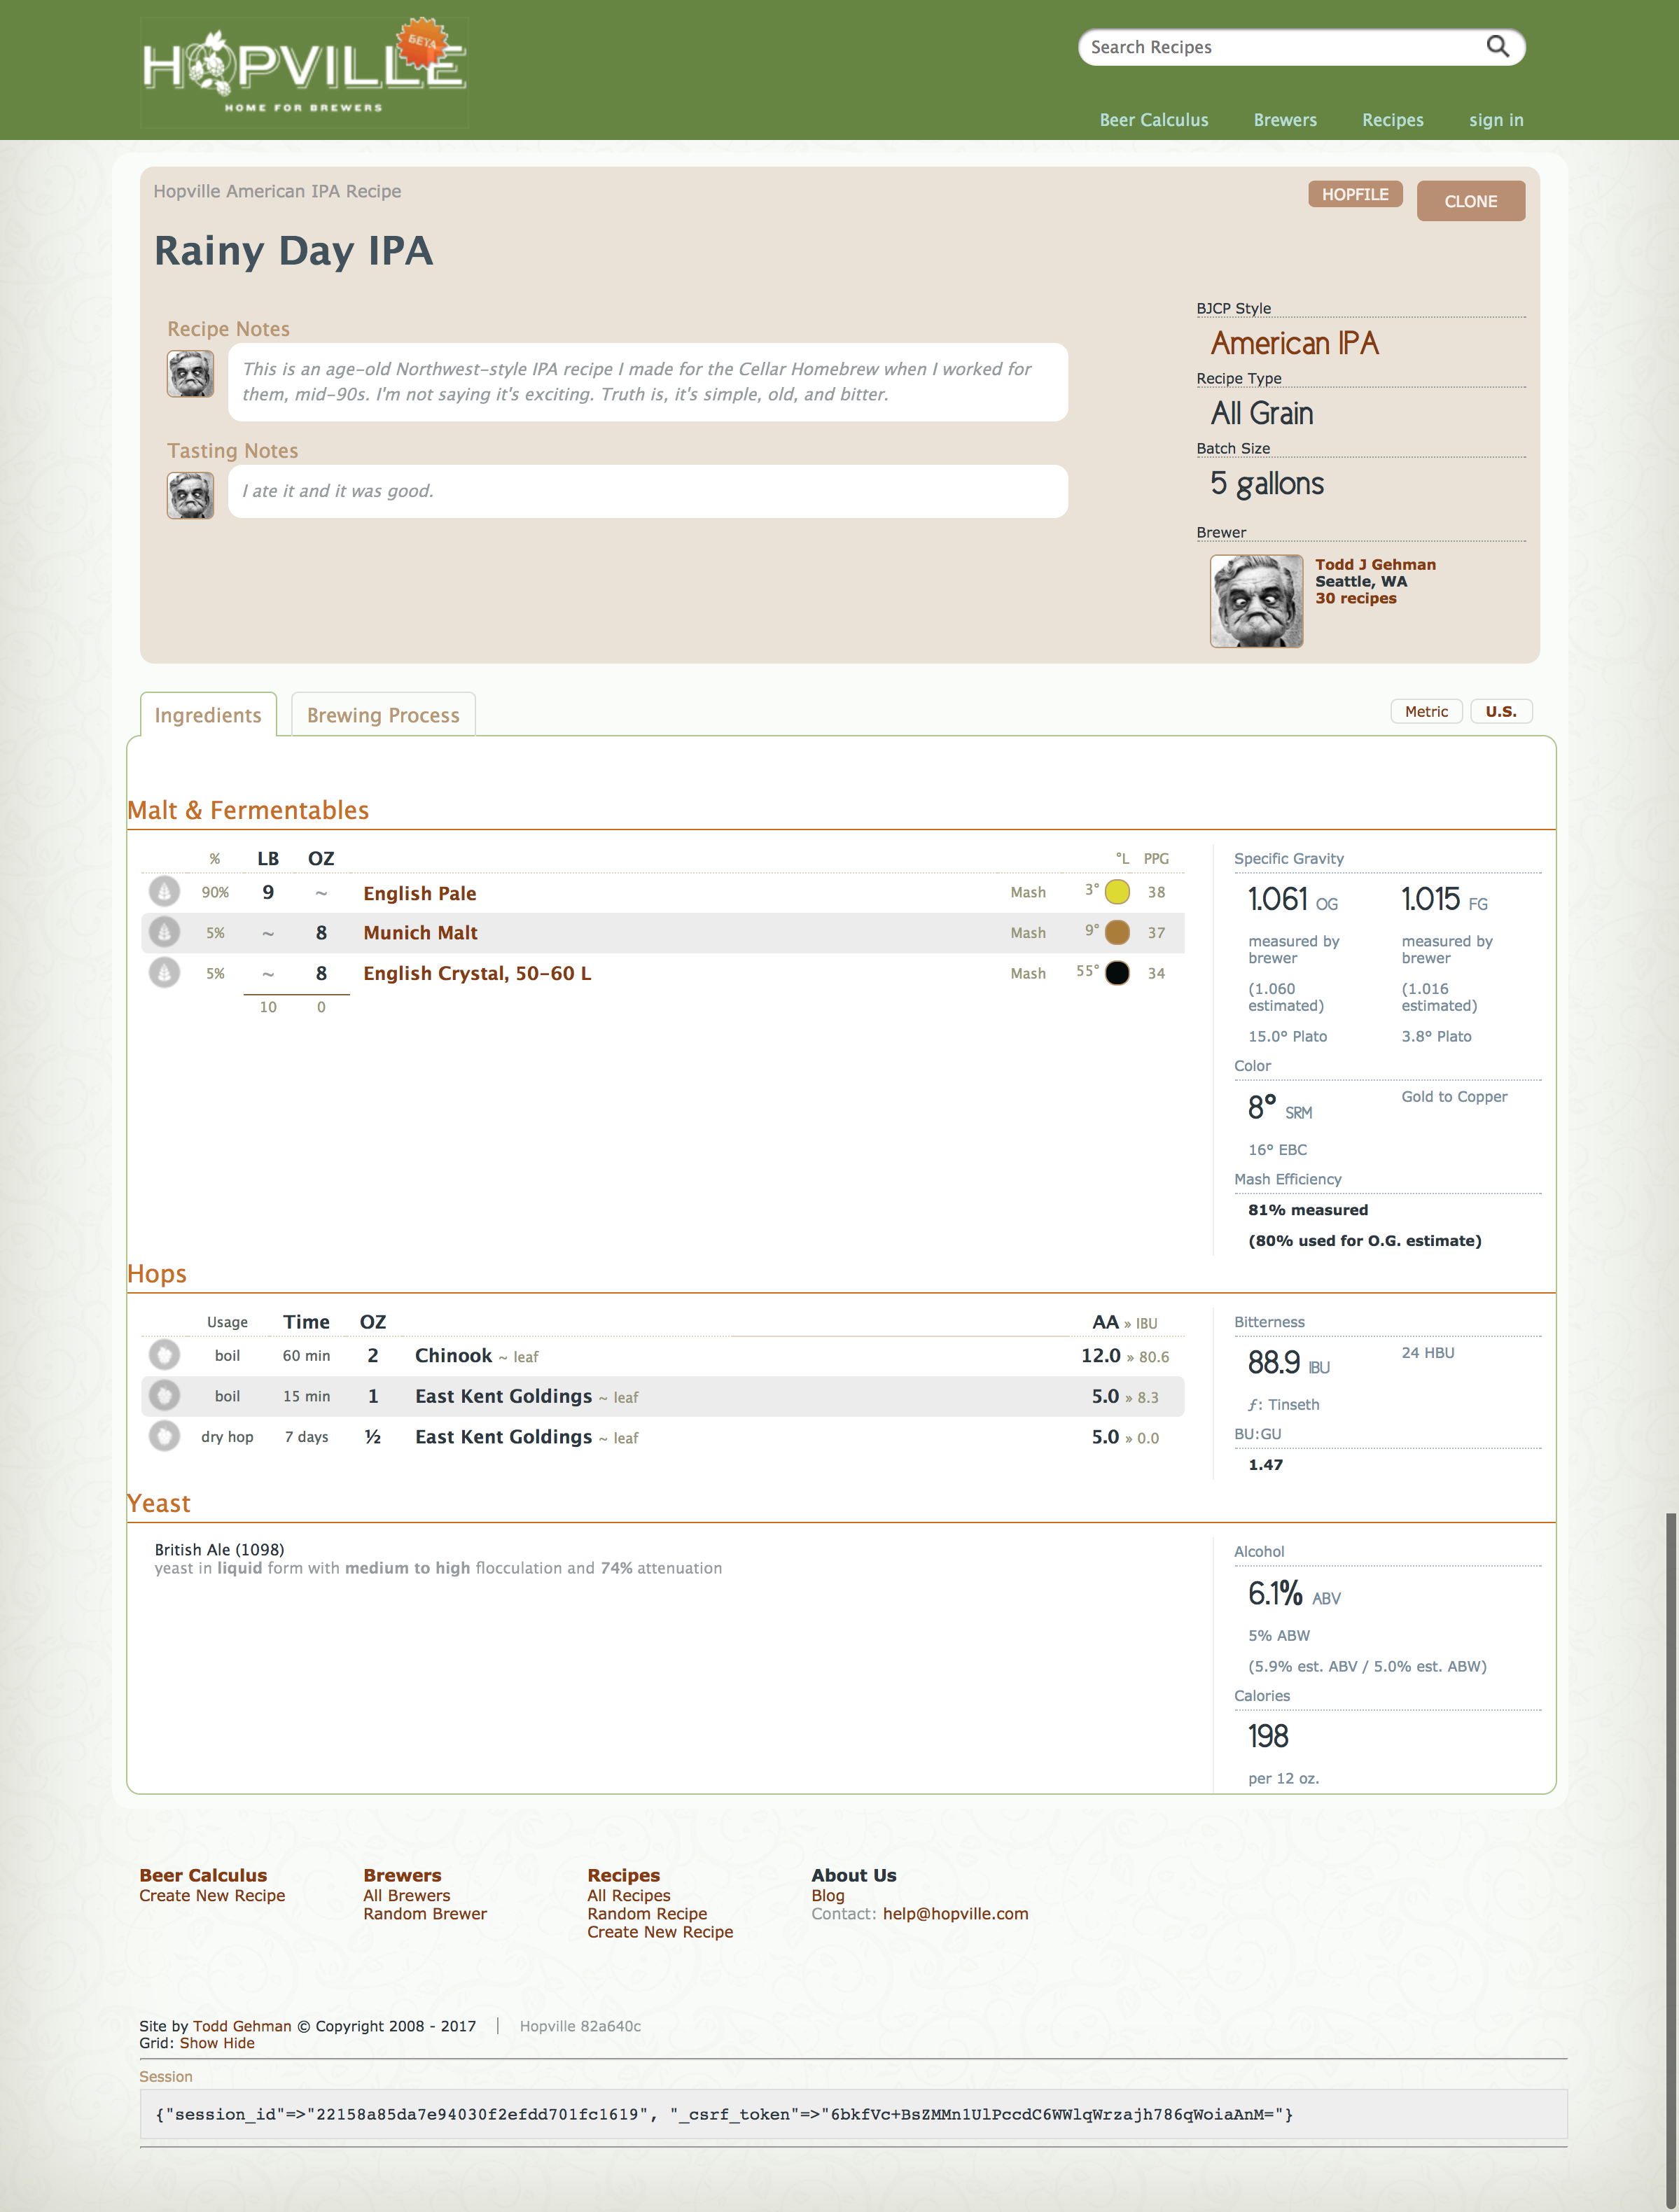 HOPVILLE
BETA
HOME FOR BREWERS
Search Recipes
Beer Calculus Brewers Recipes sign in
Hopville American IPA Recipe
HOPFILE CLONE
Rainy Day IPA
Recipe Notes
This is an age-old Northwest-style IPA recipe I made for the Cellar Homebrew when I worked for
them, mid-90s. I'm not saying it's exciting. Truth is, it's simple, old, and bitter.
Tasting Notes
I ate it and it was good.
BJCP Style
American IPA
Recipe Type
All Grain
Batch Size
5 gallons
Brewer
Todd J Gehman
Seattle, WA
30 recipes
Ingredients Brewing Process
Metric U.S.
Malt & Fermentables
% LB OZ °L PPG
90% 9 ~ English Pale Mash 3° 38
5% ~ 8 Munich Malt Mash 9° 37
5% ~ 8 English Crystal, 50-60 L Mash 55° 34
10 0
Specific Gravity
1.061 OG 1.015 FG
measured by brewer measured by brewer
(1.060 estimated) (1.016 estimated)
15.0° Plato 3.8° Plato
Color
8° SRM Gold to Copper
16° EBC
Mash Efficiency
81% measured
(80% used for O.G. estimate)
Hops
Usage Time OZ AA » IBU
boil 60 min 2 Chinook ~ leaf 12.0 » 80.6
boil 15 min 1 East Kent Goldings ~ leaf 5.0 » 8.3
dry hop 7 days ½ East Kent Goldings ~ leaf 5.0 » 0.0
Bitterness
88.9 IBU 24 HBU
ƒ: Tinseth
BU:GU
1.47
Yeast
British Ale (1098)
yeast in liquid form with medium to high flocculation and 74% attenuation
Alcohol
6.1% ABV
5% ABW
(5.9% est. ABV / 5.0% est. ABW)
Calories
198
per 12 oz.
Beer Calculus
Create New Recipe
Brewers
All Brewers
Random Brewer
Recipes
All Recipes
Random Recipe
Create New Recipe
About Us
Blog
Contact: help@hopville.com
Site by Todd Gehman © Copyright 2008 - 2017 | Hopville 82a640c
Grid: Show Hide
Session
{"session_id"=>"22158a85da7e94030f2efdd701fc1619", "_csrf_token"=>"6bkfVc+BsZMMn1UlPccdC6WWlqWrzajh786qWoiaAnM="}